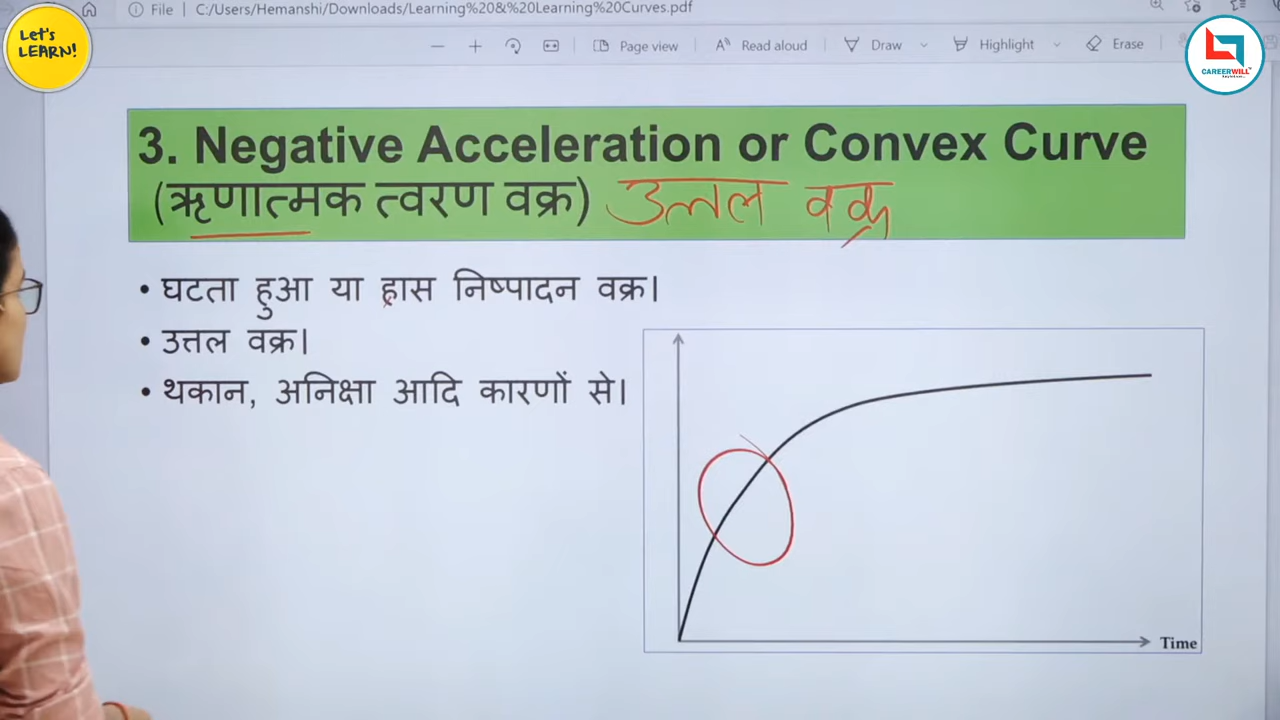 Let's
LEARN!
File | C:/Users/Hemanshi/Downloads/Learning%20&%20Learning%20Curves.pdf
Page view
Read aloud
Draw
Highlight
Erase
CAREERWILL
3. Negative Acceleration or Convex Curve
(ऋणात्मक त्वरण वक्र) उत्तल वक्र
• घटता हुआ या ह्रास निष्पादन वक्र।
• उत्तल वक्र।
• थकान, अनिक्षा आदि कारणों से।
Time